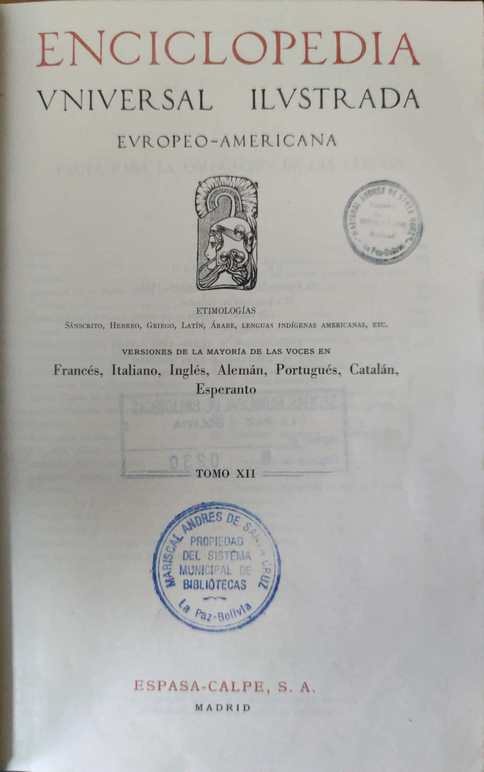 ENCICLOPEDIA
VNIVERSAL ILVSTRADA
EVROPEO-AMERICANA
ETIMOLOGÍAS
SÁNSCRITO, HEBREO, GRIEGO, LATÍN, ÁRABE, LENGUAS INDÍGENAS AMERICANAS, ETC.
VERSIONES DE LA MAYORÍA DE LAS VOCES EN
Francés, Italiano, Inglés, Alemán, Portugués, Catalán,
Esperanto
TOMO XII
MARISCAL ANDRES DE SANTA CRUZ
PROPIEDAD
DEL SISTEMA
MUNICIPAL DE
BIBLIOTECAS
La Paz-Bolivia
ESPASA-CALPE, S. A.
MADRID